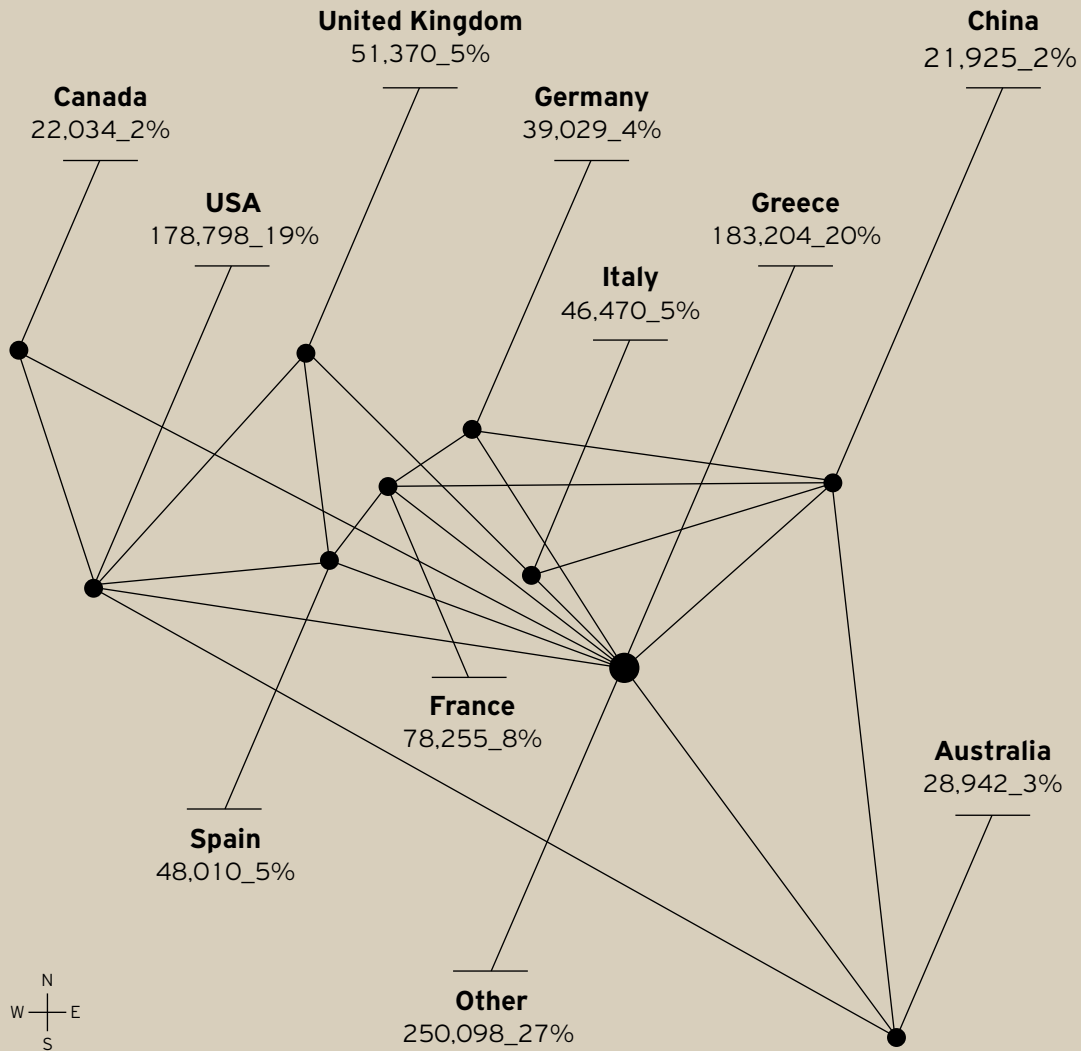 United Kingdom
51,370_5%
China
21,925_2%
Canada
22,034_2%
Germany
39,029_4%
USA
178,798_19%
Greece
183,204_20%
Italy
46,470_5%
France
78,255_8%
Australia
28,942_3%
Spain
48,010_5%
Other
250,098_27%
N
W E
S